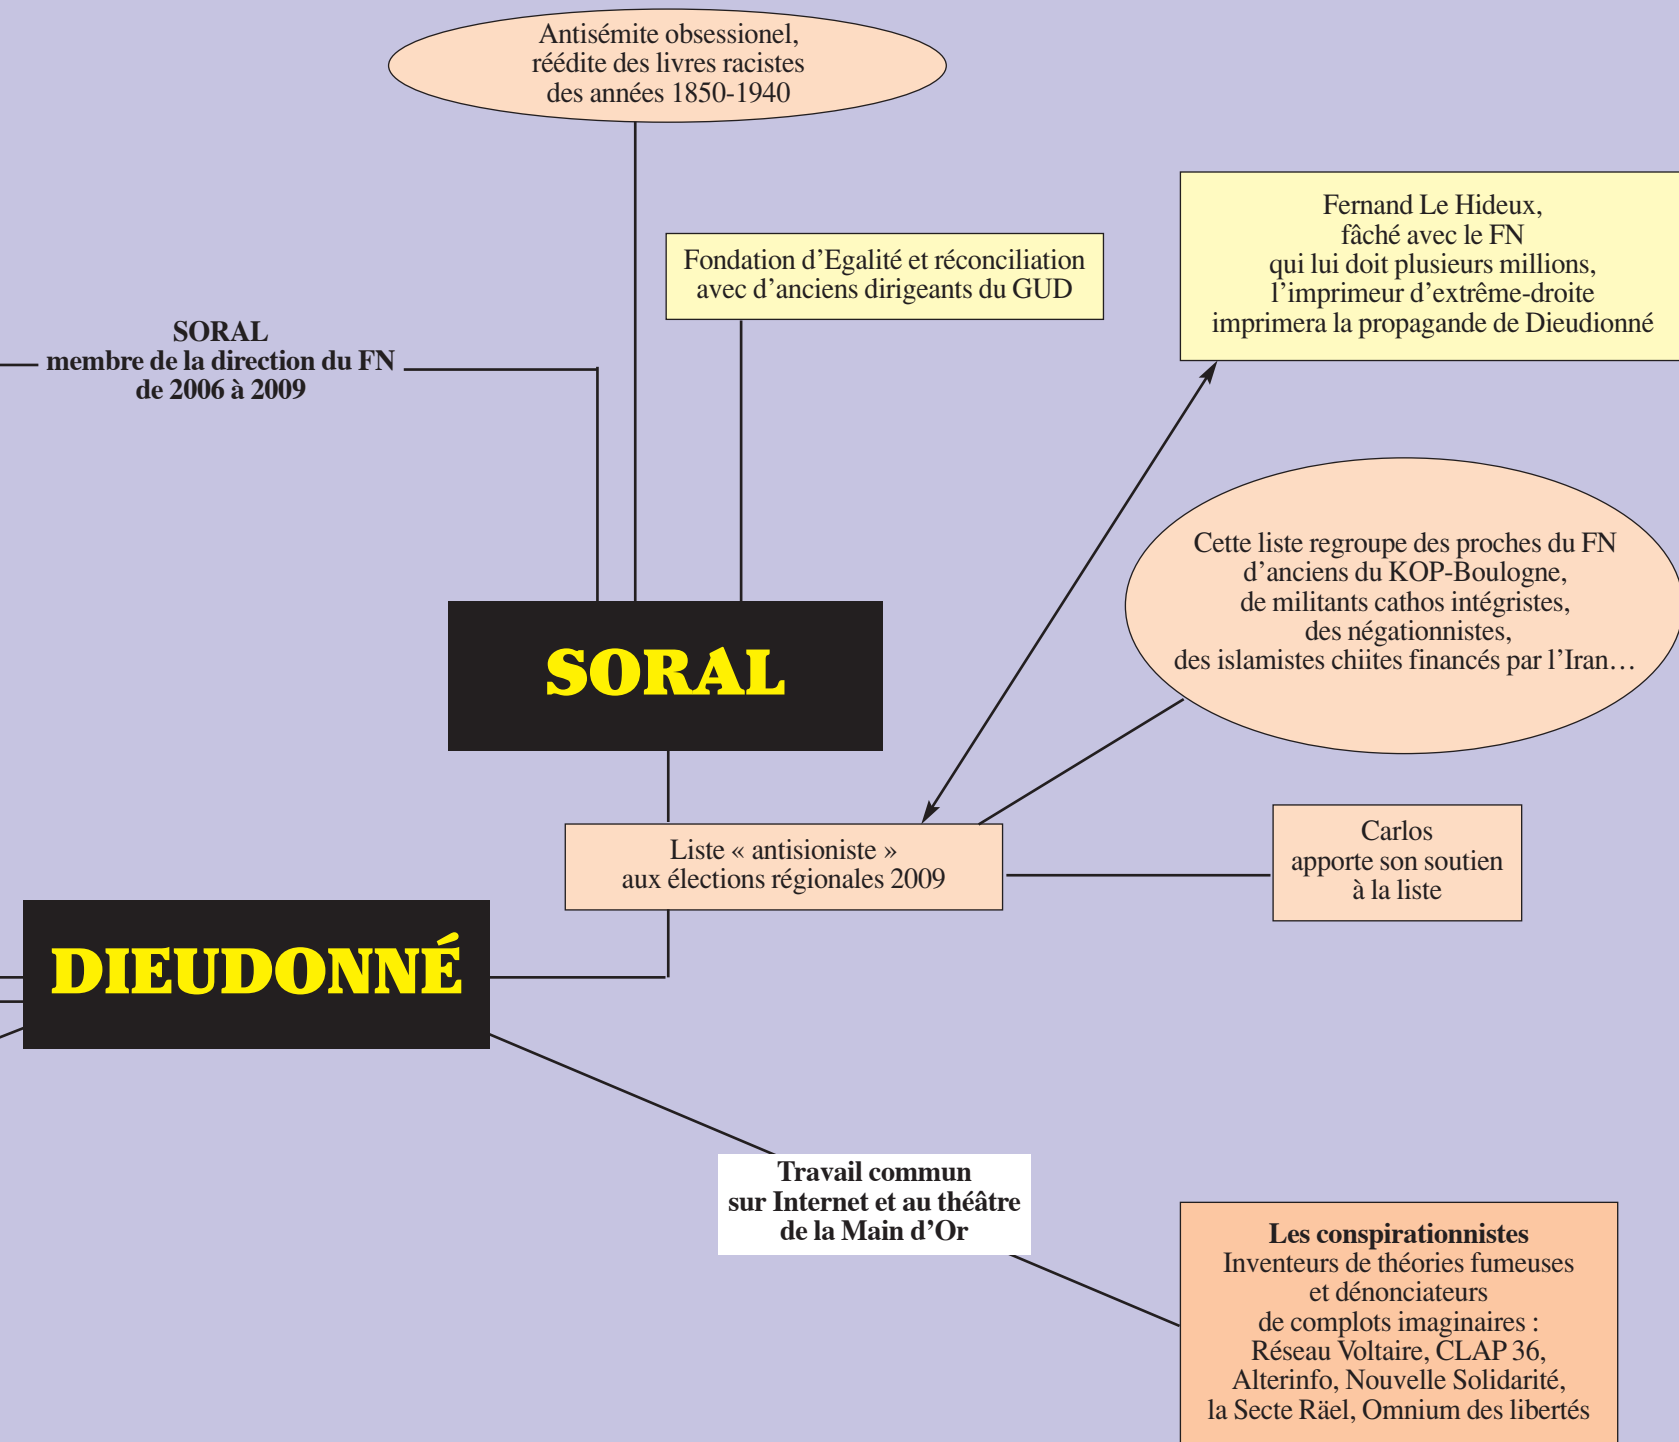 Antisémite obsessionel,
réédite des livres racistes
des années 1850-1940
Fernand Le Hideux,
fâché avec le FN
qui lui doit plusieurs millions,
l’imprimeur d’extrême-droite
imprimera la propagande de Dieudionné
Fondation d’Egalité et réconciliation
avec d’anciens dirigeants du GUD
SORAL
membre de la direction du FN
de 2006 à 2009
Cette liste regroupe des proches du FN
d’anciens du KOP-Boulogne,
de militants cathos intégristes,
des négationnistes,
des islamistes chiites financés par l’Iran…
SORAL
Liste « antisioniste »
aux élections régionales 2009
Carlos
apporte son soutien
à la liste
DIEUDONNÉ
Travail commun
sur Internet et au théâtre
de la Main d’Or
Les conspirationnistes
Inventeurs de théories fumeuses
et dénonciateurs
de complots imaginaires :
Réseau Voltaire, CLAP 36,
Alterinfo, Nouvelle Solidarité,
la Secte Räel, Omnium des libertés